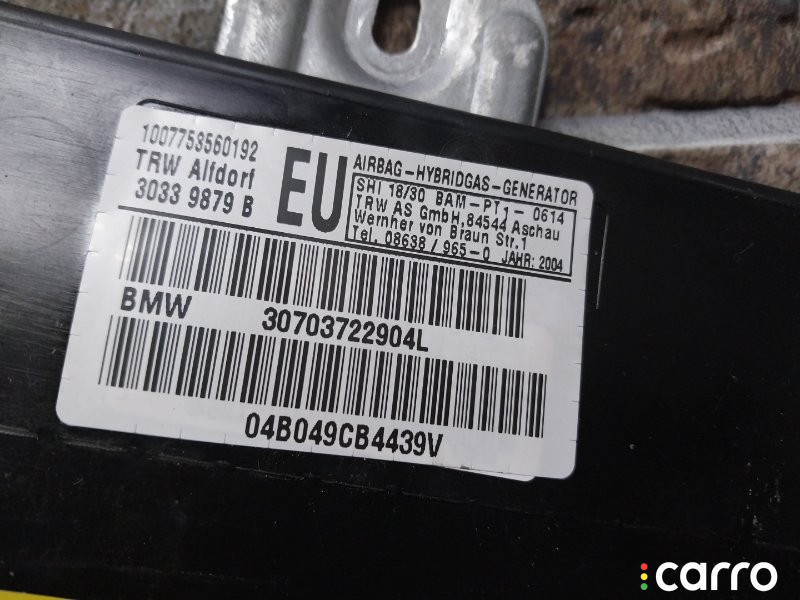 1007753560192
TRW Alfdorf
3033 9879 B
EU
AIRBAG-HYBRIDGAS-GENERATOR
SHI 18/30 BAM-PT1-0614
TRW AS GmbH,84544 Aschau
Wernher von Braun Str.1
Tel. 08638 / 965-0 JAHR: 2004
BMW 30703722904L
04B049CB4439V
carro